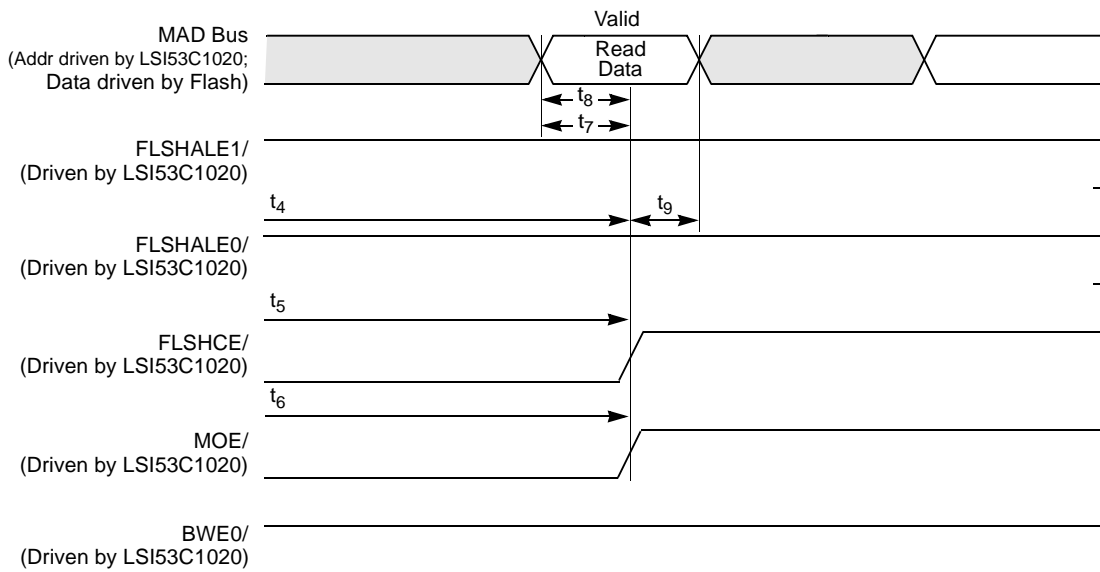 Valid
MAD Bus
(Addr driven by LSI53C1020;
Data driven by Flash)
Read
Data
t8
t7
FLSHALE1/
(Driven by LSI53C1020)
t4
t9
FLSHALE0/
(Driven by LSI53C1020)
t5
FLSHCE/
(Driven by LSI53C1020)
t6
MOE/
(Driven by LSI53C1020)
BWE0/
(Driven by LSI53C1020)